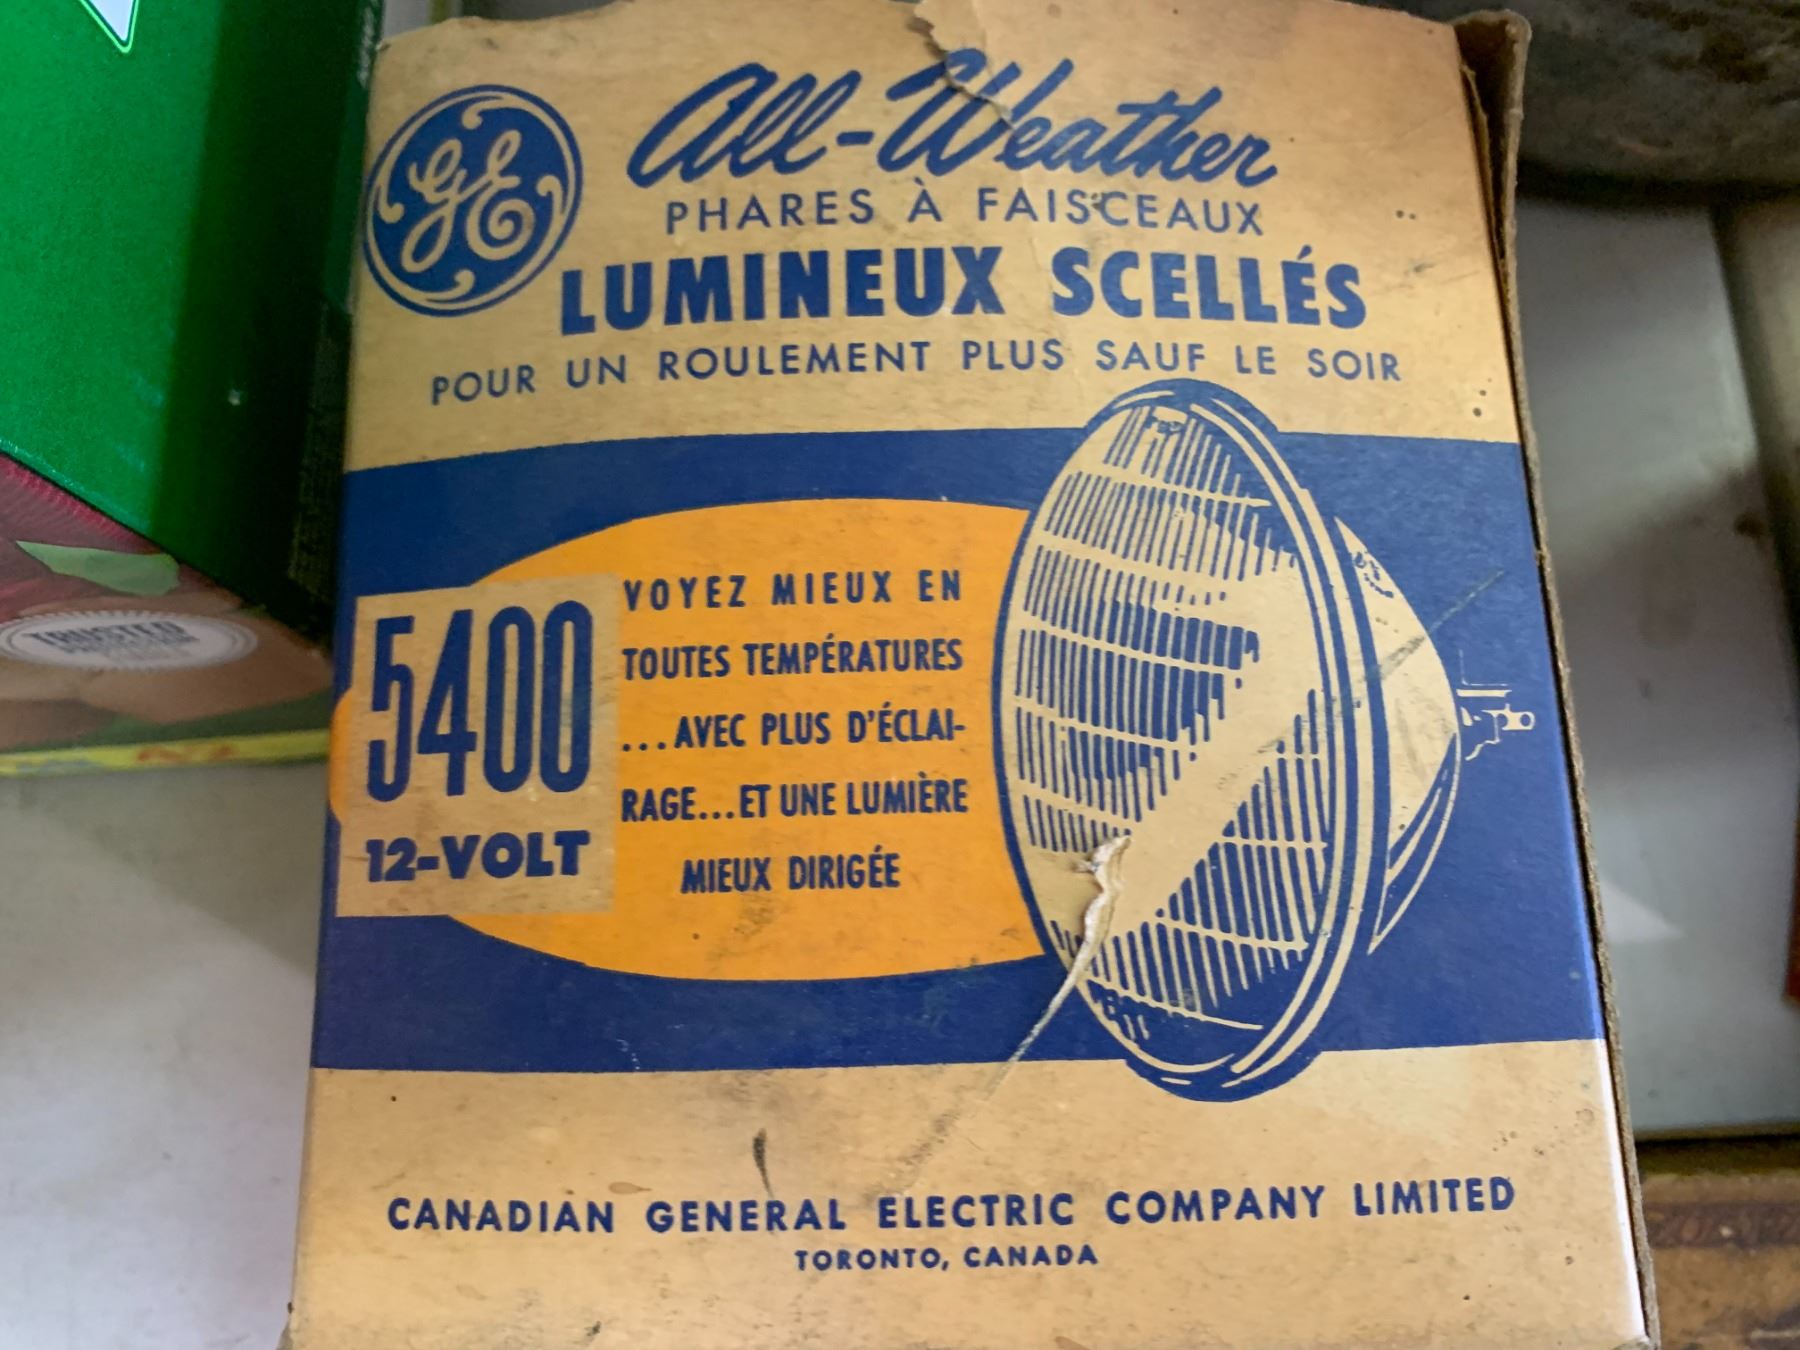 GE
All-Weather
PHARES À FAISCEAUX
LUMINEUX SCELLÉS
POUR UN ROULEMENT PLUS SAUF LE SOIR
5400
12-VOLT
VOYEZ MIEUX EN
TOUTES TEMPÉRATURES
...AVEC PLUS D'ÉCLAI-
RAGE...ET UNE LUMIÈRE
MIEUX DIRIGÉE
CANADIAN GENERAL ELECTRIC COMPANY LIMITED
TORONTO, CANADA